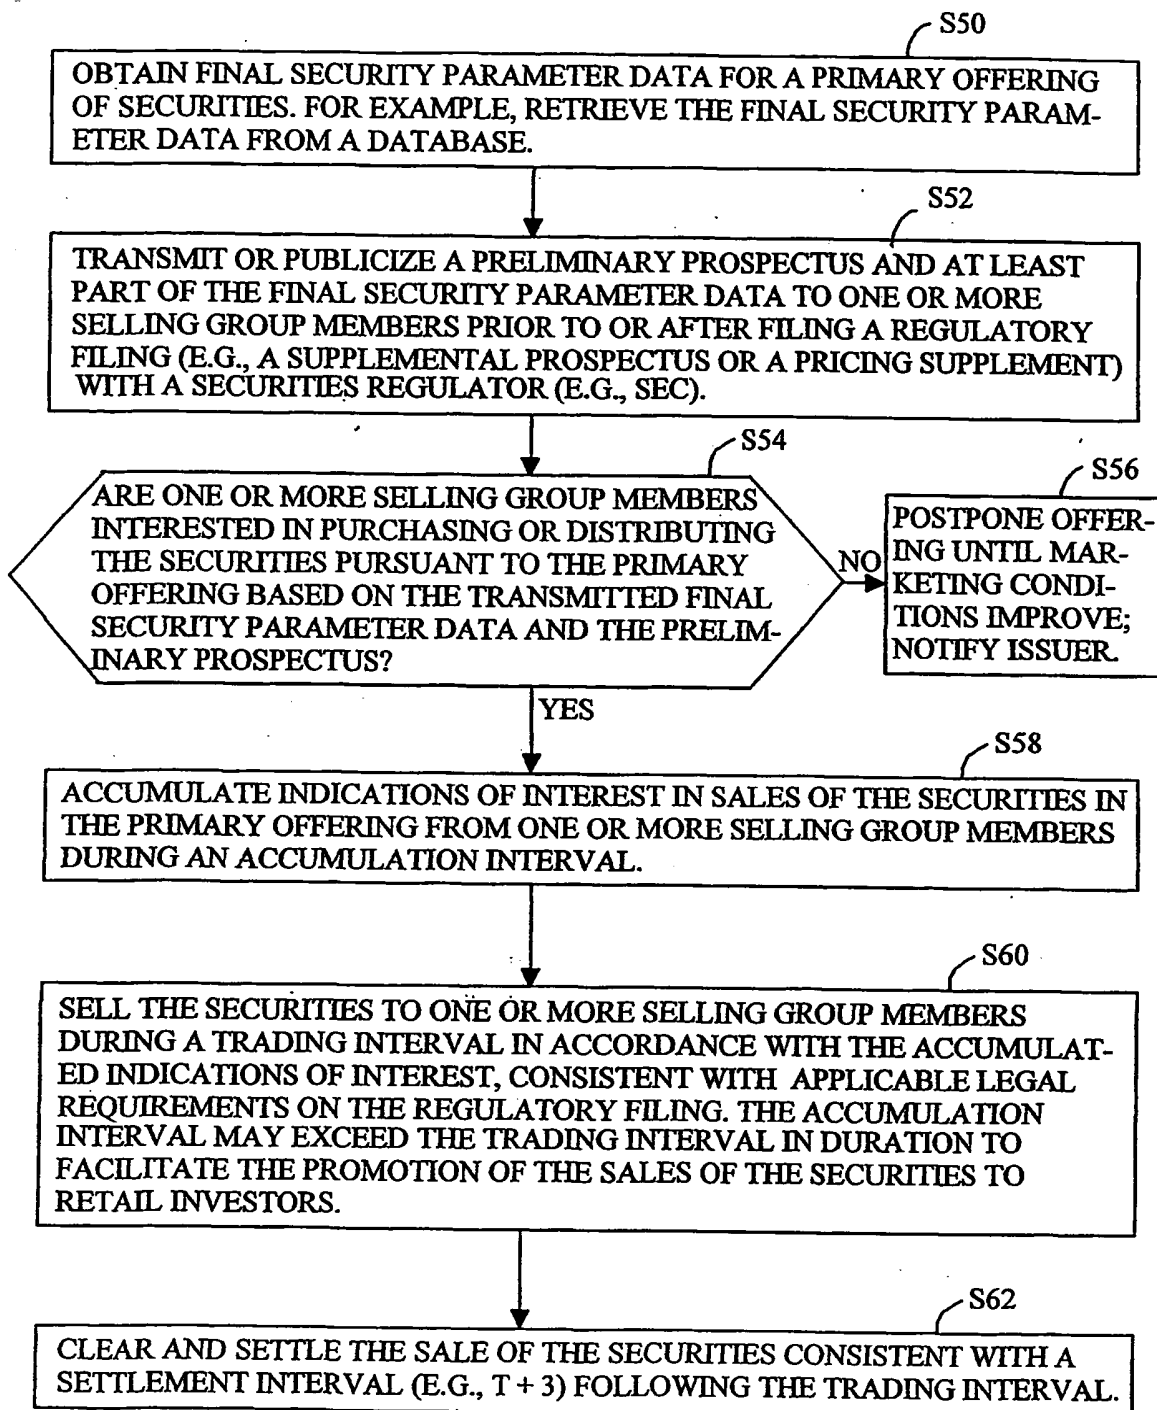 S50
OBTAIN FINAL SECURITY PARAMETER DATA FOR A PRIMARY OFFERING
OF SECURITIES. FOR EXAMPLE, RETRIEVE THE FINAL SECURITY PARAM-
ETER DATA FROM A DATABASE.
S52
TRANSMIT OR PUBLICIZE A PRELIMINARY PROSPECTUS AND AT LEAST
PART OF THE FINAL SECURITY PARAMETER DATA TO ONE OR MORE
SELLING GROUP MEMBERS PRIOR TO OR AFTER FILING A REGULATORY
FILING (E.G., A SUPPLEMENTAL PROSPECTUS OR A PRICING SUPPLEMENT)
WITH A SECURITIES REGULATOR (E.G., SEC).
S54
ARE ONE OR MORE SELLING GROUP MEMBERS
INTERESTED IN PURCHASING OR DISTRIBUTING
THE SECURITIES PURSUANT TO THE PRIMARY
OFFERING BASED ON THE TRANSMITTED FINAL
SECURITY PARAMETER DATA AND THE PRELIM-
INARY PROSPECTUS?
NO
S56
POSTPONE OFFER-
ING UNTIL MAR-
KETING CONDI-
TIONS IMPROVE;
NOTIFY ISSUER.
YES
S58
ACCUMULATE INDICATIONS OF INTEREST IN SALES OF THE SECURITIES IN
THE PRIMARY OFFERING FROM ONE OR MORE SELLING GROUP MEMBERS
DURING AN ACCUMULATION INTERVAL.
S60
SELL THE SECURITIES TO ONE OR MORE SELLING GROUP MEMBERS
DURING A TRADING INTERVAL IN ACCORDANCE WITH THE ACCUMULAT-
ED INDICATIONS OF INTEREST, CONSISTENT WITH APPLICABLE LEGAL
REQUIREMENTS ON THE REGULATORY FILING. THE ACCUMULATION
INTERVAL MAY EXCEED THE TRADING INTERVAL IN DURATION TO
FACILITATE THE PROMOTION OF THE SALES OF THE SECURITIES TO
RETAIL INVESTORS.
S62
CLEAR AND SETTLE THE SALE OF THE SECURITIES CONSISTENT WITH A
SETTLEMENT INTERVAL (E.G., T + 3) FOLLOWING THE TRADING INTERVAL.